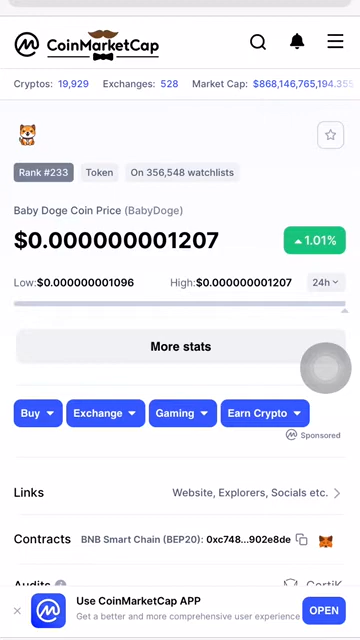 CoinMarketCap
Cryptos: 19,929 Exchanges: 528 Market Cap: $868,146,765,194.355
Rank #233 Token On 356,548 watchlists
Baby Doge Coin Price (BabyDoge)
$0.000000001207 1.01%
Low:$0.000000001096 High:$0.000000001207 24h
More stats
Buy Exchange Gaming Earn Crypto
Sponsored
Links Website, Explorers, Socials etc.
Contracts BNB Smart Chain (BEP20): 0xc748...902e8de
Audits CertiK
Use CoinMarketCap APP
Get a better and more comprehensive user experience
OPEN